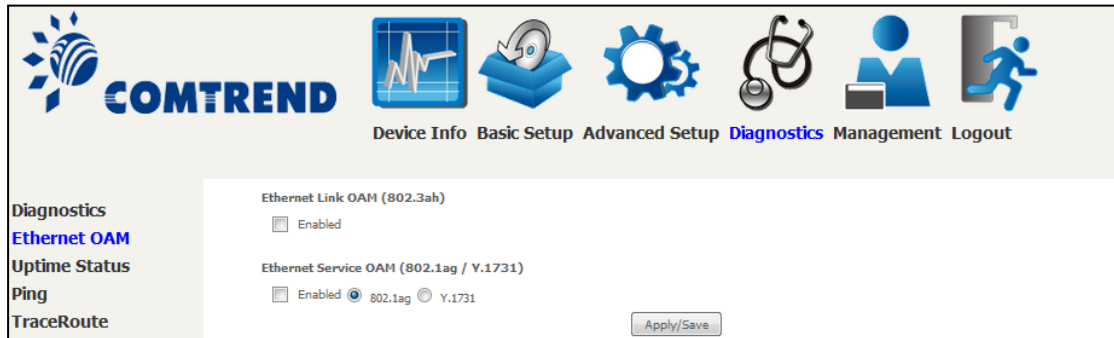 COMTREND
Device Info Basic Setup Advanced Setup Diagnostics Management Logout
Diagnostics
Ethernet OAM
Uptime Status
Ping
TraceRoute
Ethernet Link OAM (802.3ah)
Enabled
Ethernet Service OAM (802.1ag / Y.1731)
Enabled 802.1ag Y.1731
Apply/Save